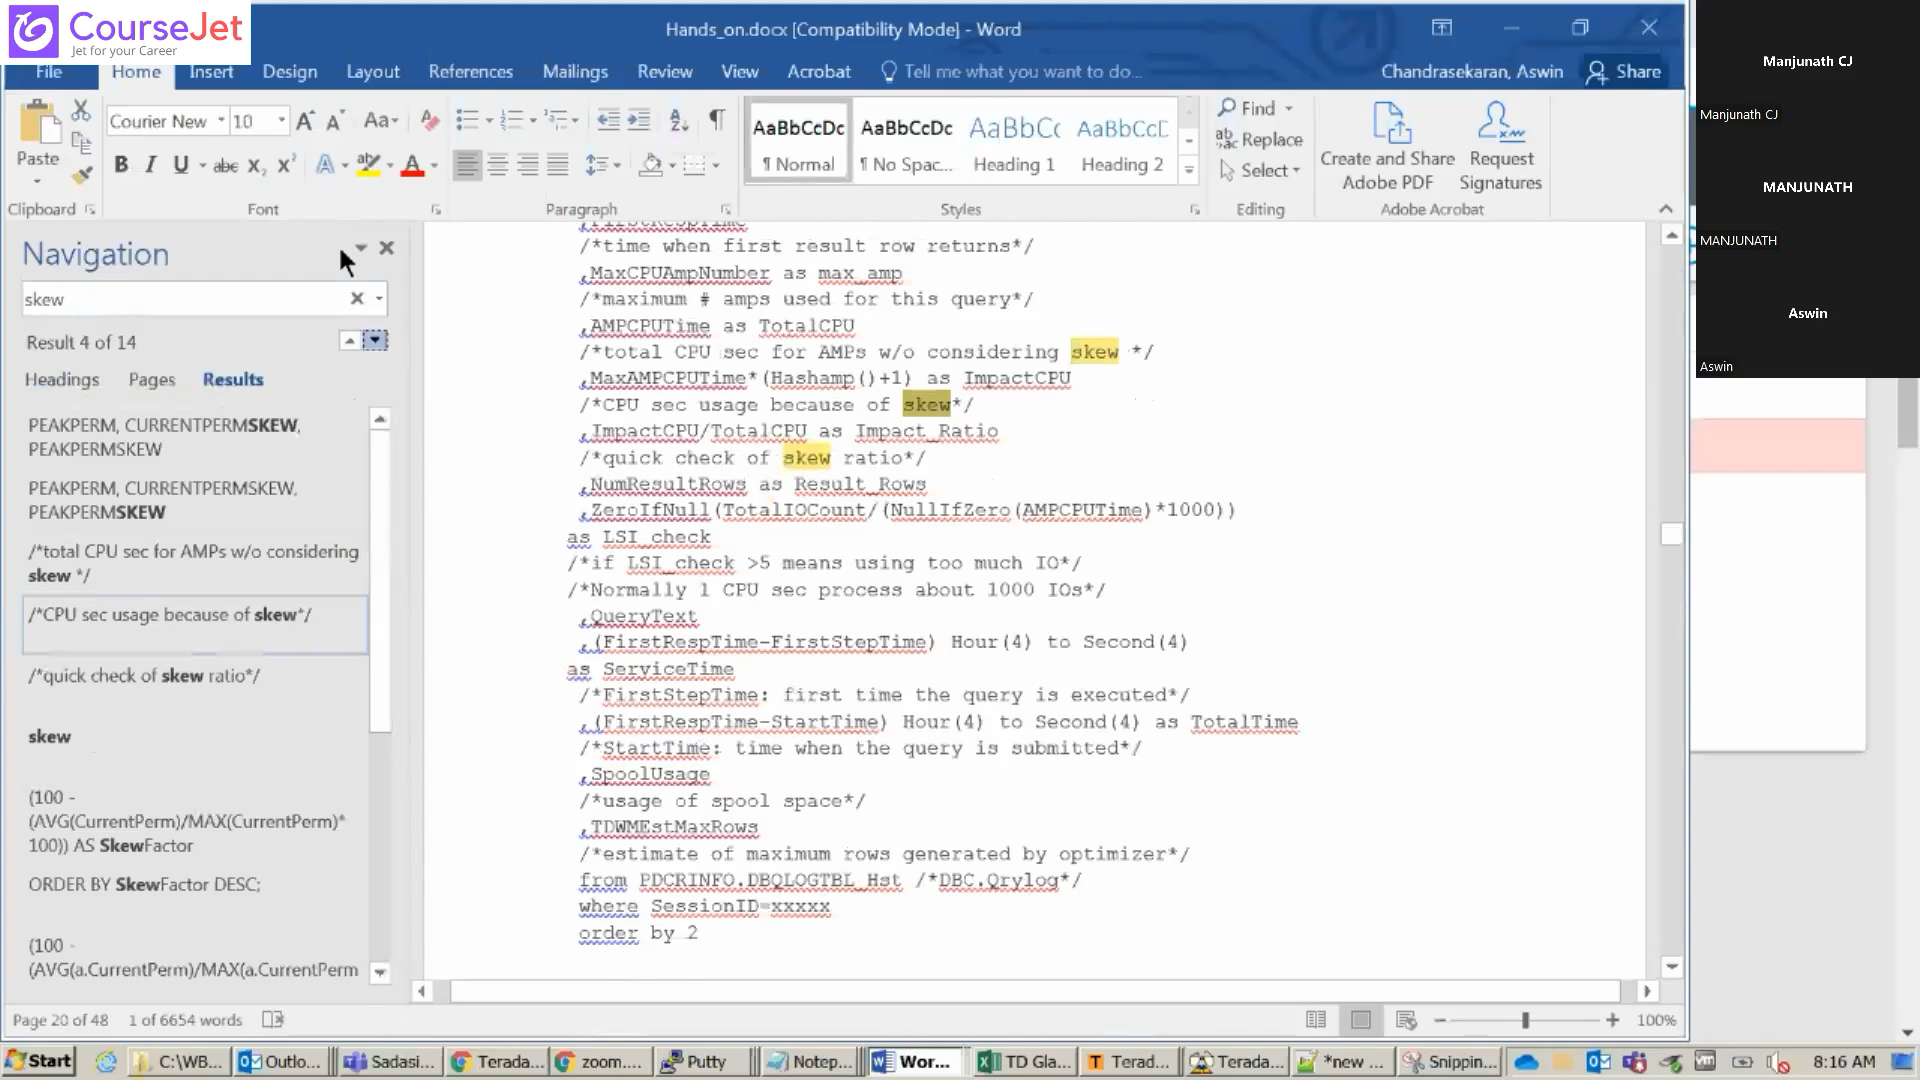 CourseJet
Jet for your Career
Hands_on.docx [Compatibility Mode] - Word
File
Home
Insert
Design
Layout
References
Mailings
Review
View
Acrobat
Tell me what you want to do...
Chandrasekaran, Aswin
Share
Paste
Clipboard
Courier New
10
Font
Paragraph
AaBbCcDc
¶ Normal
AaBbCcDc
¶ No Spac...
AaBbCc
Heading 1
AaBbCcD
Heading 2
Styles
Find
Replace
Select
Editing
Create and Share
Adobe PDF
Request
Signatures
Adobe Acrobat
Navigation
skew
Result 4 of 14
Headings
Pages
Results
PEAKPERM, CURRENTPERMSKEW,
PEAKPERMSKEW
PEAKPERM, CURRENTPERMSKEW,
PEAKPERMSKEW
/*total CPU sec for AMPs w/o considering
skew */
/*CPU sec usage because of skew*/
/*quick check of skew ratio*/
skew
(100 -
(AVG(CurrentPerm)/MAX(CurrentPerm)*
100)) AS SkewFactor
ORDER BY SkewFactor DESC;
(100 -
(AVG(a.CurrentPerm)/MAX(a.CurrentPerm
,FirstRespTime
/*time when first result row returns*/
,MaxCPUAmpNumber as max_amp
/*maximum # amps used for this query*/
,AMPCPUTime as TotalCPU
/*total CPU sec for AMPs w/o considering skew */
,MaxAMPCPUTime*(Hashamp()+1) as ImpactCPU
/*CPU sec usage because of skew*/
,ImpactCPU/TotalCPU as Impact_Ratio
/*quick check of skew ratio*/
,NumResultRows as Result_Rows
,ZeroIfNull(TotalIOCount/(NullIfZero(AMPCPUTime)*1000))
as LSI_check
/*if LSI_check >5 means using too much IO*/
/*Normally 1 CPU sec process about 1000 IOs*/
,QueryText
,(FirstRespTime-FirstStepTime) Hour(4) to Second(4)
as ServiceTime
/*FirstStepTime: first time the query is executed*/
,(FirstRespTime-StartTime) Hour(4) to Second(4) as TotalTime
/*StartTime: time when the query is submitted*/
,SpoolUsage
/*usage of spool space*/
,TDWMEstMaxRows
/*estimate of maximum rows generated by optimizer*/
from PDCRINFO.DBQLOGTBL_Hst /*DBC.Qrylog*/
where SessionID=xxxxx
order by 2
Page 20 of 48
1 of 6654 words
100%
Start
C:\WB...
Outlo...
Sadasi...
Terada...
zoom....
Putty
Notep...
Wor...
TD Gla...
Terad...
Terada...
*new ...
Snippin...
8:16 AM
Manjunath CJ
Manjunath CJ
MANJUNATH
MANJUNATH
Aswin
Aswin